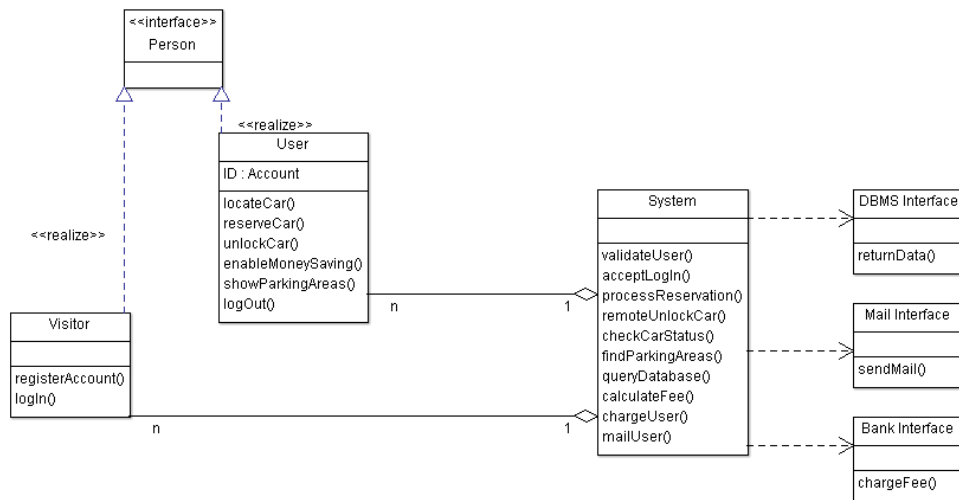 <<interface>>
Person
<<realize>>
User
ID : Account
locateCar()
reserveCar()
unlockCar()
enableMoneySaving()
showParkingAreas()
logOut()
<<realize>>
Visitor
registerAccount()
logIn()
n
1
n
1
System
validateUser()
acceptLogIn()
processReservation()
remoteUnlockCar()
checkCarStatus()
findParkingAreas()
queryDatabase()
calculateFee()
chargeUser()
mailUser()
DBMS Interface
returnData()
Mail Interface
sendMail()
Bank Interface
chargeFee()